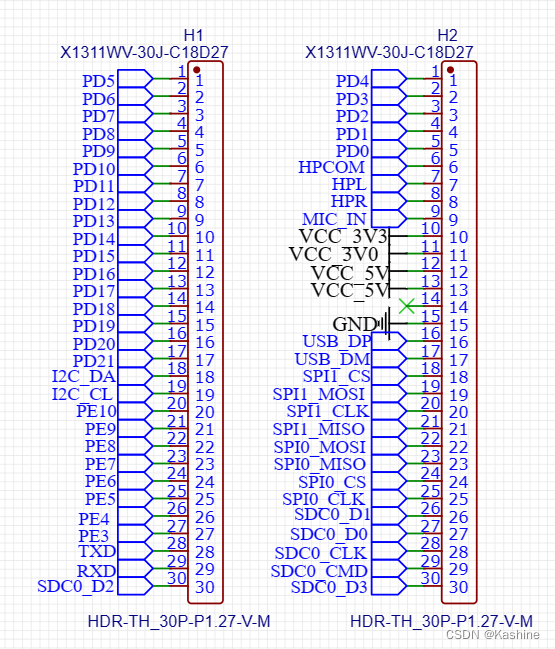 H1
X1311WV-30J-C18D27
PD5 1 1
PD6 2 2
PD7 3 3
PD8 4 4
PD9 5 5
PD10 6 6
PD11 7 7
PD12 8 8
PD13 9 9
PD14 10 10
PD15 11 11
PD16 12 12
PD17 13 13
PD18 14 14
PD19 15 15
PD20 16 16
PD21 17 17
I2C_DA 18 18
I2C_CL 19 19
PE10 20 20
PE9 21 21
PE8 22 22
PE7 23 23
PE6 24 24
PE5 25 25
PE4 26 26
PE3 27 27
TXD 28 28
RXD 29 29
SDC0_D2 30 30
HDR-TH_30P-P1.27-V-M
H2
X1311WV-30J-C18D27
PD4 1 1
PD3 2 2
PD2 3 3
PD1 4 4
PD0 5 5
HPCOM 6 6
HPL 7 7
HPR 8 8
MIC_IN 9 9
VCC_3V3 10 10
VCC_3V0 11 11
VCC_5V 12 12
VCC_5V 13 13
14 14
GND 15 15
USB_DP 16 16
USB_DM 17 17
SPI1_CS 18 18
SPI1_MOSI 19 19
SPI1_CLK 20 20
SPI1_MISO 21 21
SPI0_MOSI 22 22
SPI0_MISO 23 23
SPI0_CS 24 24
SPI0_CLK 25 25
SDC0_D1 26 26
SDC0_D0 27 27
SDC0_CLK 28 28
SDC0_CMD 29 29
SDC0_D3 30 30
HDR-TH_30P-P1.27-V-M
CSDN @Kashine